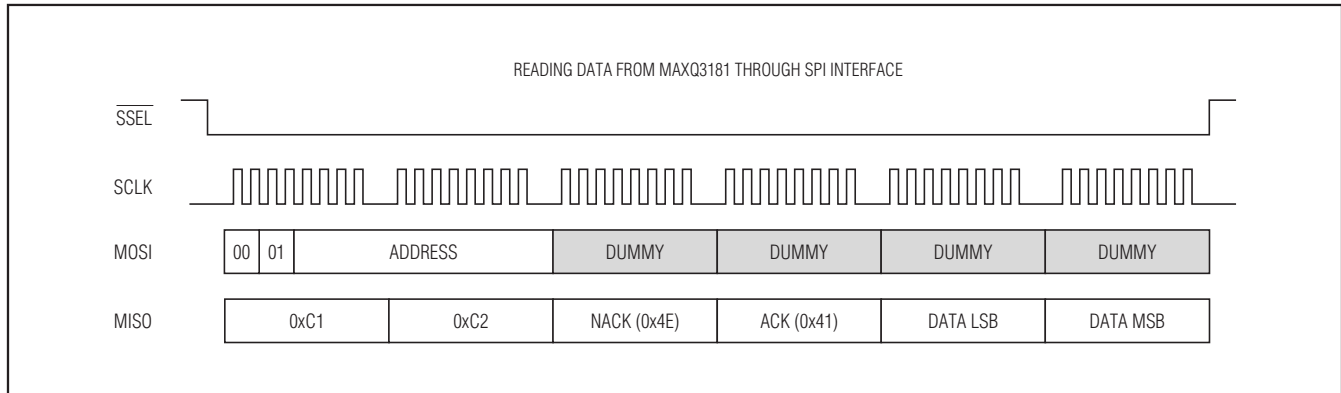 READING DATA FROM MAXQ3181 THROUGH SPI INTERFACE
SSEL
SCLK
MOSI 00 01 ADDRESS DUMMY DUMMY DUMMY DUMMY
MISO 0xC1 0xC2 NACK (0x4E) ACK (0x41) DATA LSB DATA MSB